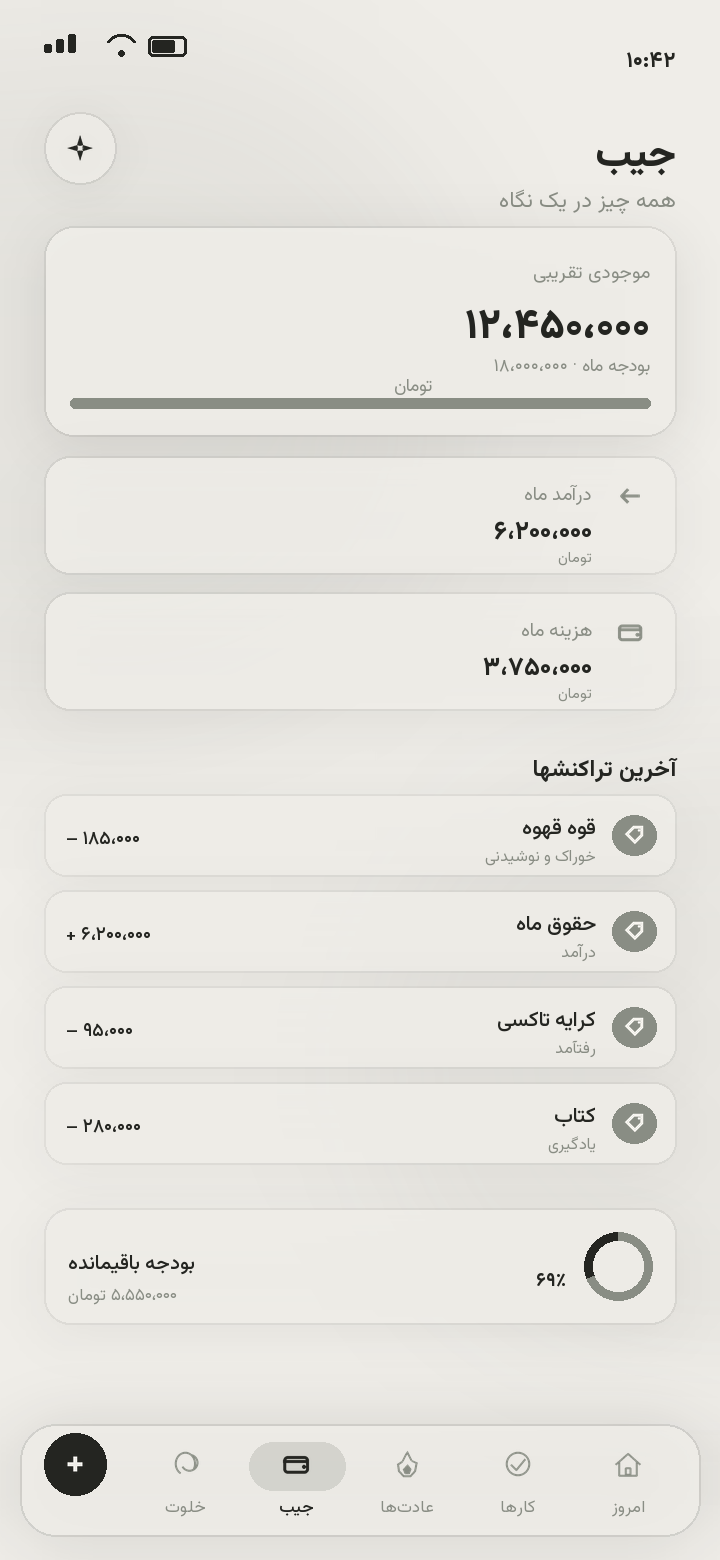 ۱۰:۴۲
جیب
همه چیز در یک نگاه
موجودی تقریبی
۱۲،۴۵۰،۰۰۰
بودجه ماه · ۱۸،۰۰۰،۰۰۰
تومان
درآمد ماه
۶،۲۰۰،۰۰۰
تومان
هزینه ماه
۳،۷۵۰،۰۰۰
تومان
آخرین تراکنشها
قوه قهوه
خوراک و نوشیدنی
− ۱۸۵،۰۰۰
حقوق ماه
درآمد
+ ۶،۲۰۰،۰۰۰
کرایه تاکسی
رفتآمد
− ۹۵،۰۰۰
کتاب
یادگیری
− ۲۸۰،۰۰۰
۶۹٪
بودجه باقیمانده
۵،۵۵۰،۰۰۰ تومان
امروز
کارها
عادت‌ها
جیب
خلوت